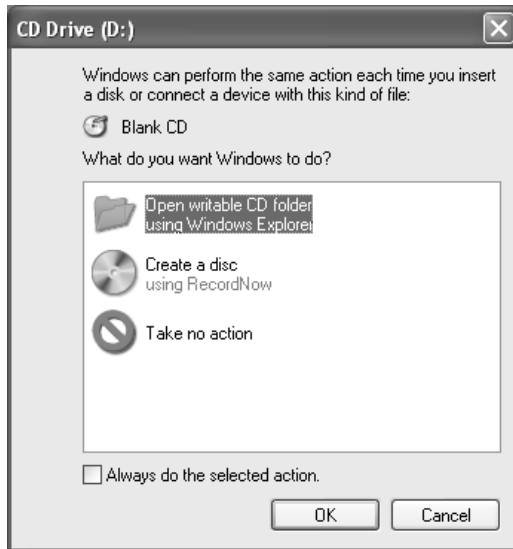 CD Drive (D:)
Windows can perform the same action each time you insert
a disk or connect a device with this kind of file:
Blank CD
What do you want Windows to do?
Open writable CD folder
using Windows Explorer
Create a disc
using RecordNow
Take no action
Always do the selected action.
OK Cancel